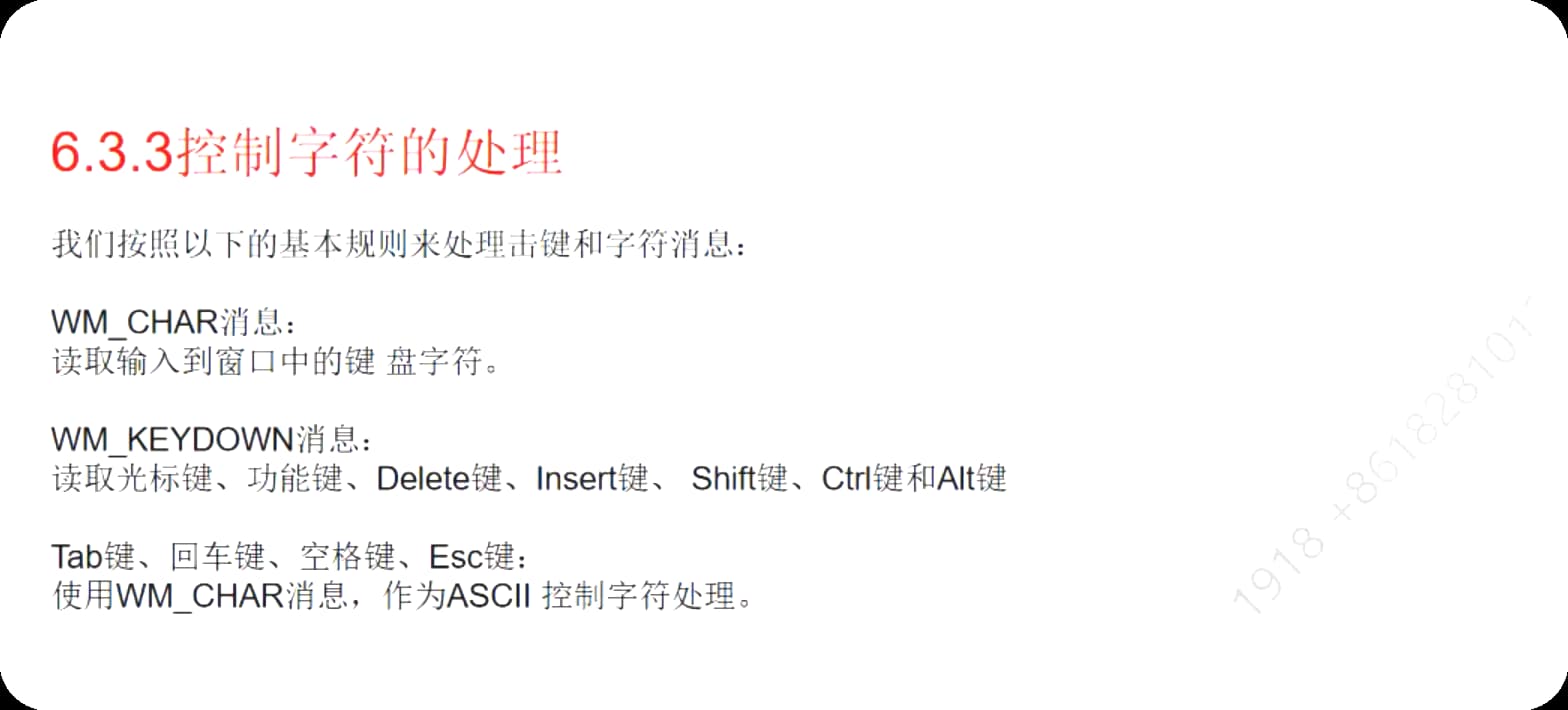 6.3.3控制字符的处理
我们按照以下的基本规则来处理击键和字符消息：
WM_CHAR消息：
读取输入到窗口中的键 盘字符。
WM_KEYDOWN消息：
读取光标键、功能键、Delete键、Insert键、 Shift键、Ctrl键和Alt键
Tab键、回车键、空格键、Esc键：
使用WM_CHAR消息，作为ASCII 控制字符处理。
1918 +861828101